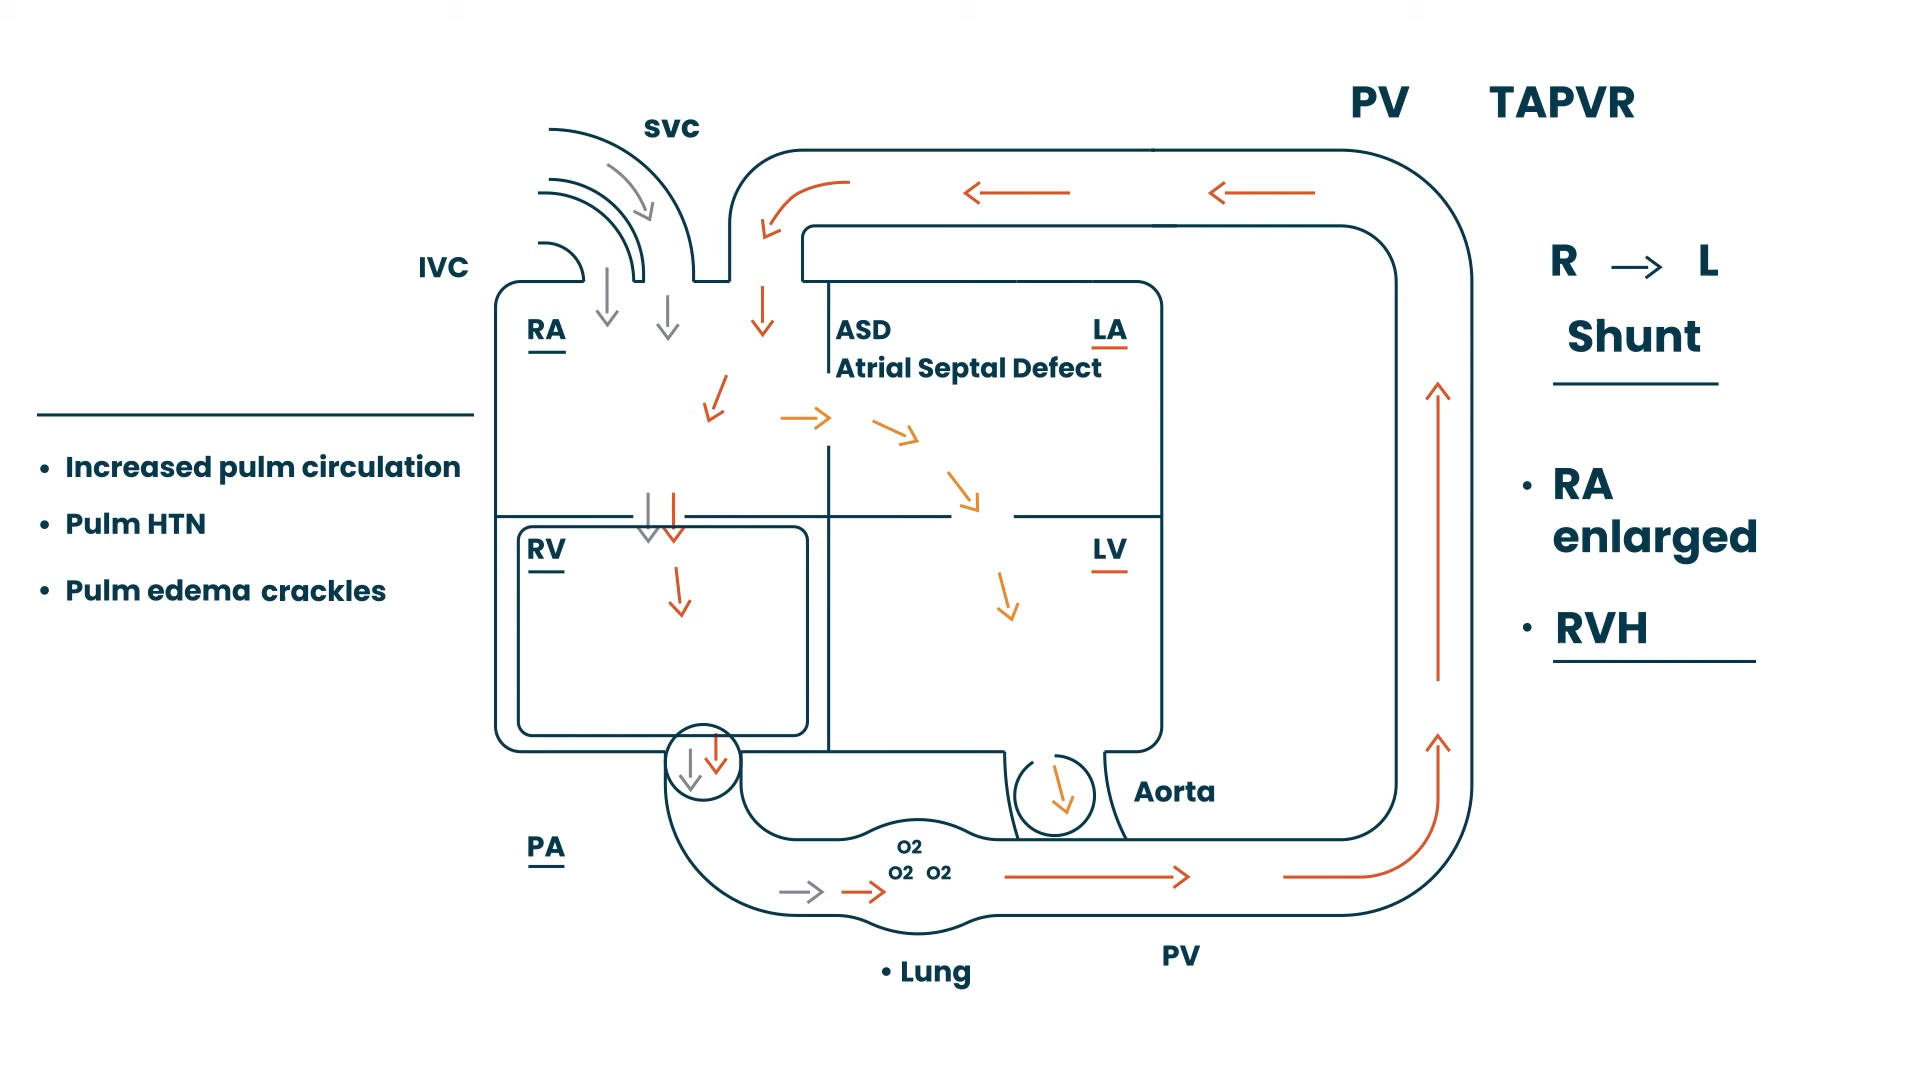 PV TAPVR
svc
IVC
RA
ASD
LA
Atrial Septal Defect
R → L
Shunt
• Increased pulm circulation
• Pulm HTN
• Pulm edema crackles
RV
LV
• RA
enlarged
• RVH
Aorta
PA
O2
O2 O2
PV
• Lung